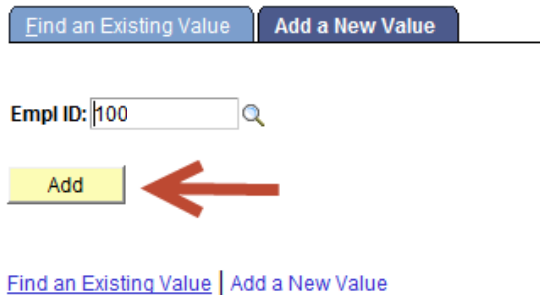 Find an Existing Value Add a New Value
Empl ID: 100
Add
Find an Existing Value | Add a New Value